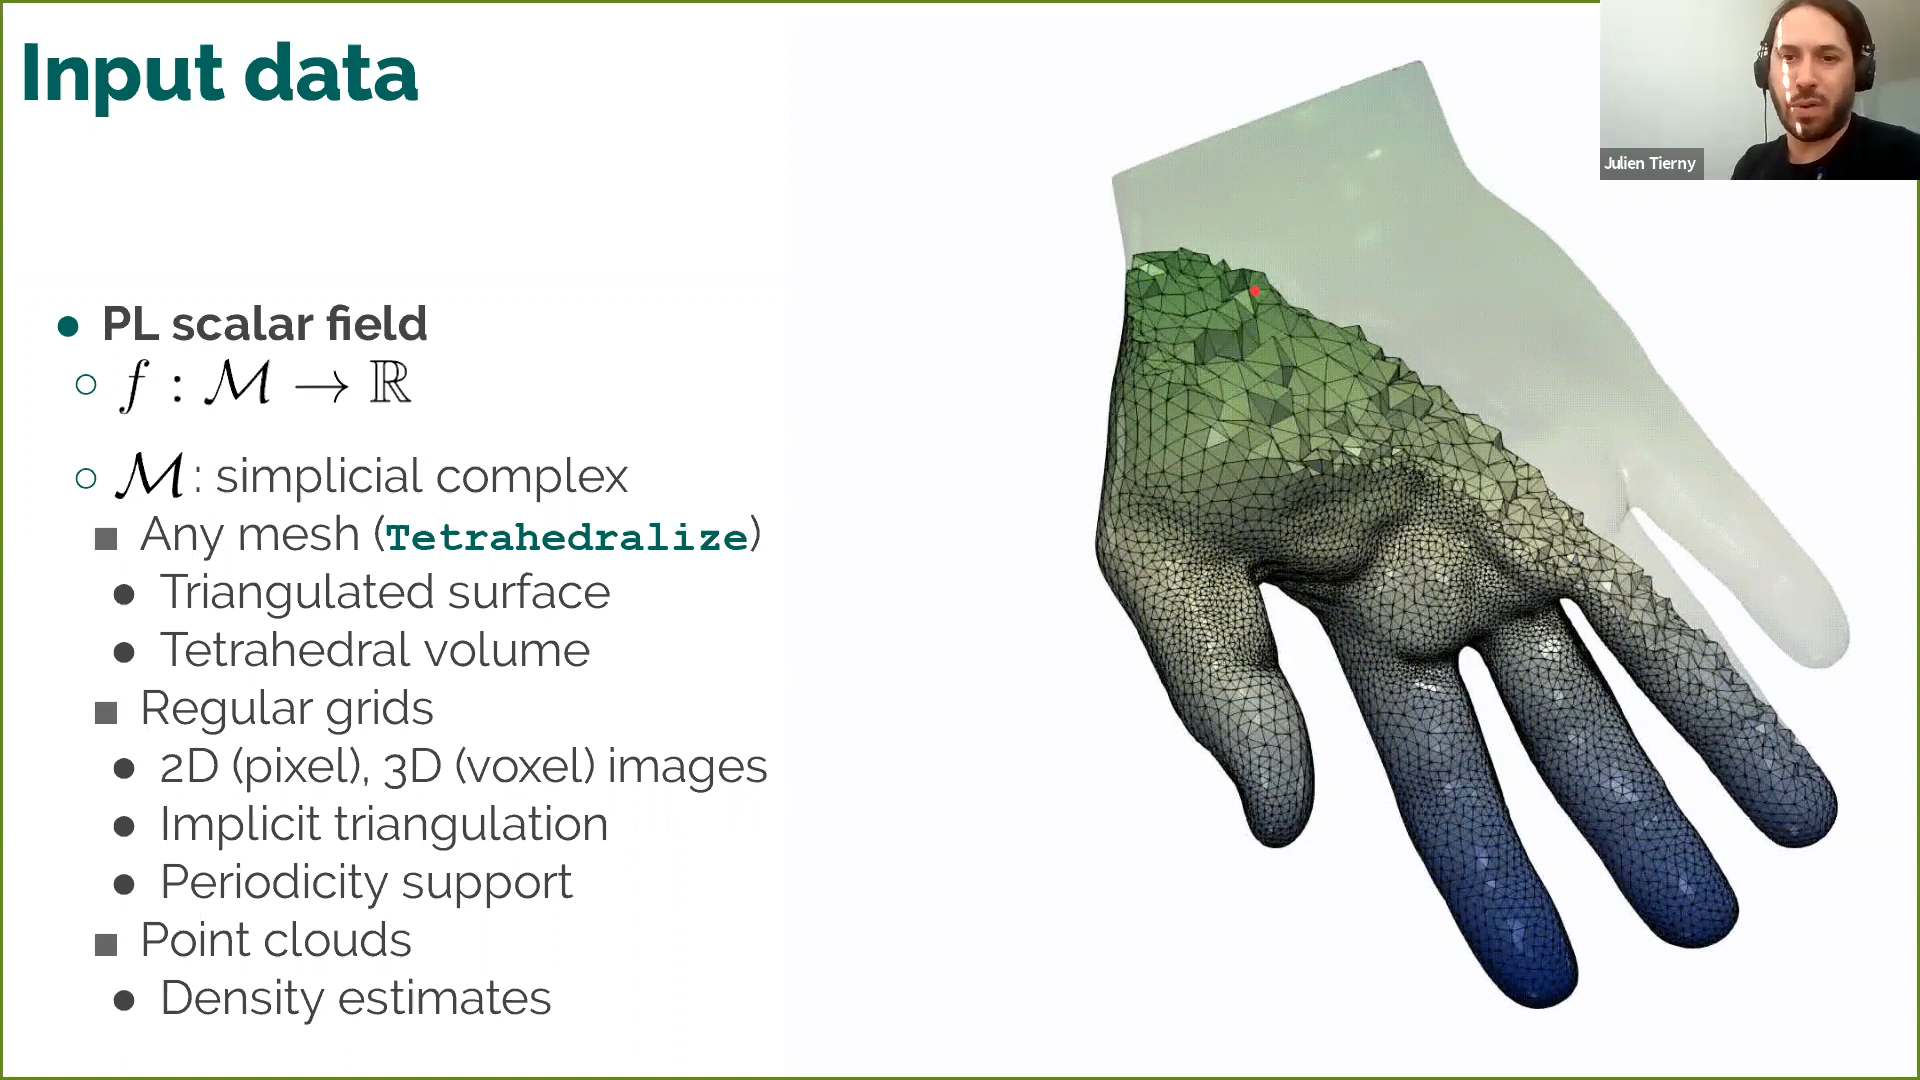 Input data
Julien Tierny
● PL scalar field
○ f : ℳ → ℝ
○ ℳ : simplicial complex
■ Any mesh (Tetrahedralize)
● Triangulated surface
● Tetrahedral volume
■ Regular grids
● 2D (pixel), 3D (voxel) images
● Implicit triangulation
● Periodicity support
■ Point clouds
● Density estimates